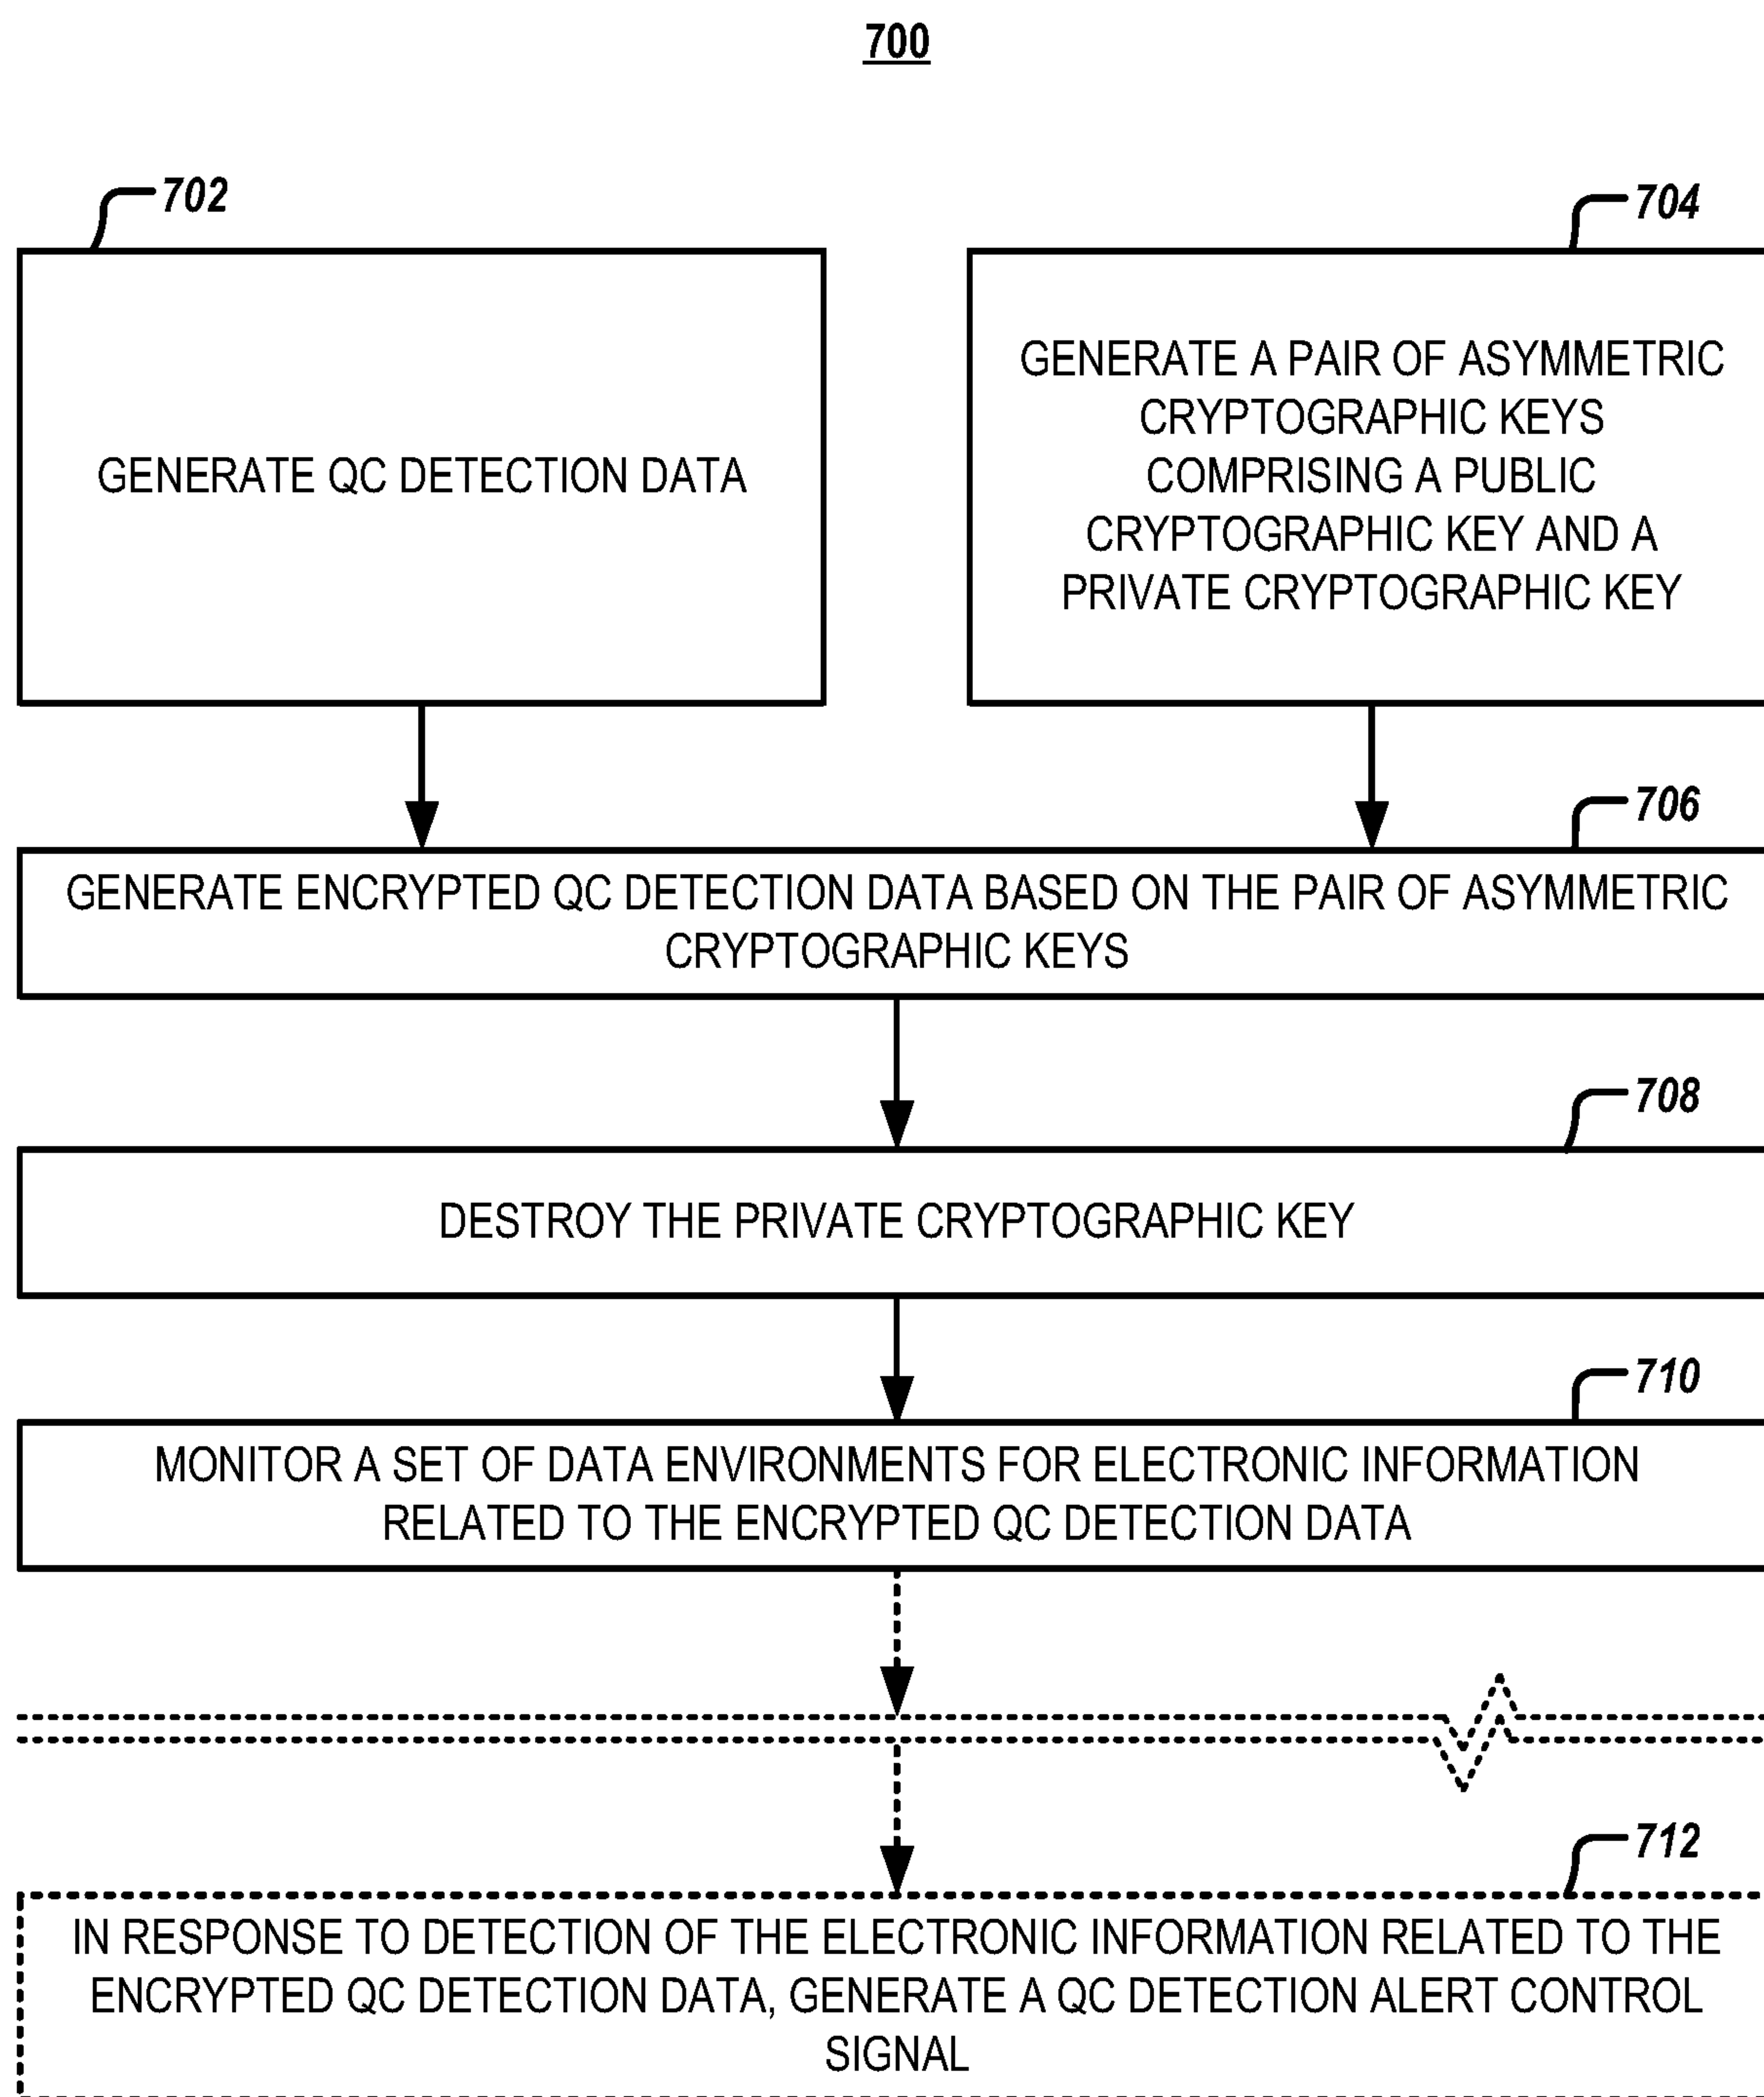 700
702
704
GENERATE QC DETECTION DATA
GENERATE A PAIR OF ASYMMETRIC
CRYPTOGRAPHIC KEYS
COMPRISING A PUBLIC
CRYPTOGRAPHIC KEY AND A
PRIVATE CRYPTOGRAPHIC KEY
706
GENERATE ENCRYPTED QC DETECTION DATA BASED ON THE PAIR OF ASYMMETRIC
CRYPTOGRAPHIC KEYS
708
DESTROY THE PRIVATE CRYPTOGRAPHIC KEY
710
MONITOR A SET OF DATA ENVIRONMENTS FOR ELECTRONIC INFORMATION
RELATED TO THE ENCRYPTED QC DETECTION DATA
712
IN RESPONSE TO DETECTION OF THE ELECTRONIC INFORMATION RELATED TO THE
ENCRYPTED QC DETECTION DATA, GENERATE A QC DETECTION ALERT CONTROL
SIGNAL